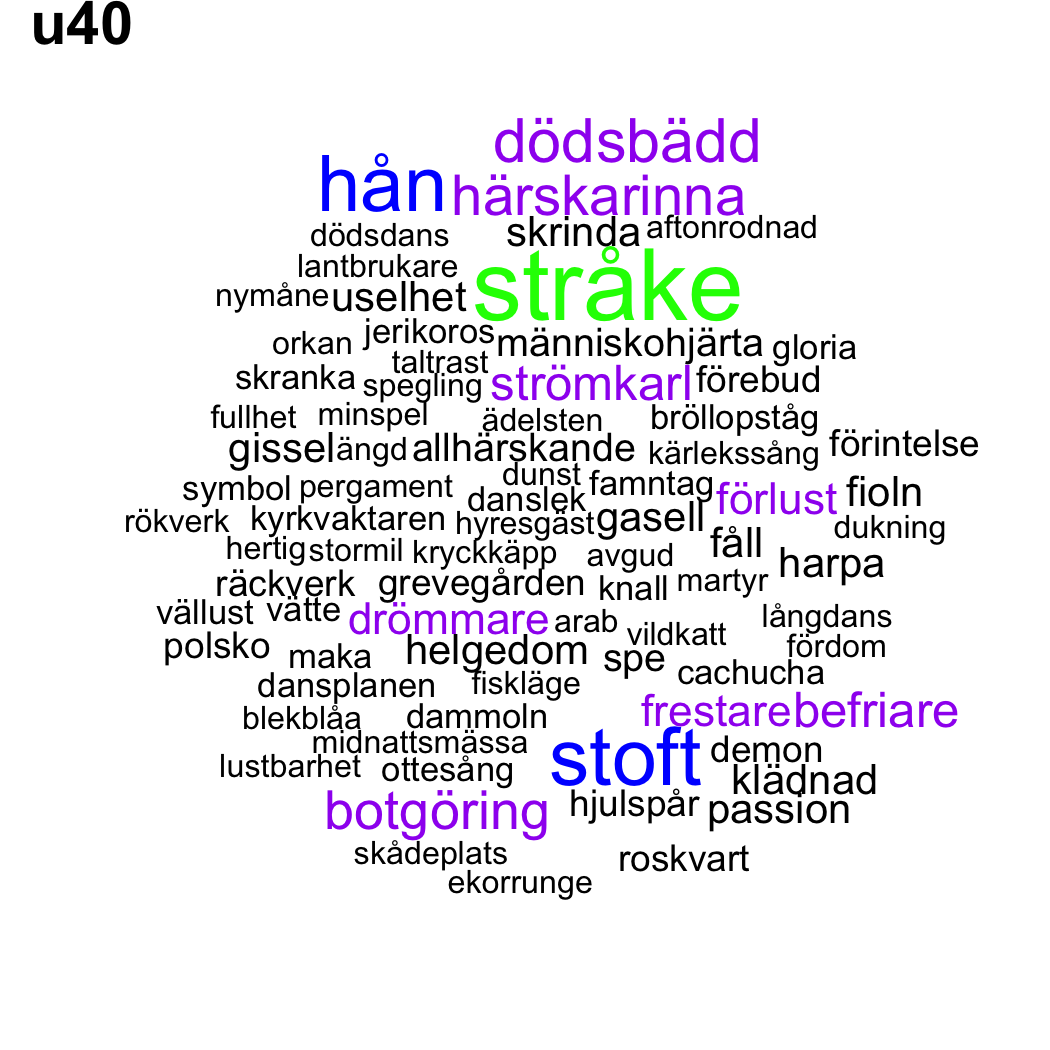 u40
dödsbädd
hån härskarinna
dödsdans skrinda aftonrodnad
lantbrukare stråke
nymåne uselhet
orkan jerikoros människohjärta gloria
taltrast
skranka spegling strömkarl förebud
fullhet minspel ädelsten bröllopståg
gissel ängd allhärskande kärlekssång förintelse
dunst
symbol pergament danslek famntag förlust fioln
rökverk kyrkvaktaren hyresgäst gasell dukning
hertig stormil kryckkäpp avgud fåll harpa
räckverk grevegården knall martyr
vällust vätte drömmare arab långdans
polsko maka helgedom spe vildkatt fördom
cachucha
dansplanen fiskläge
blekblåa dammoln frestare befriare
midnattsmässa stoft demon
lustbarhet ottesång klädnad
botgöring hjulspår passion
skådeplats roskvart
ekorrunge